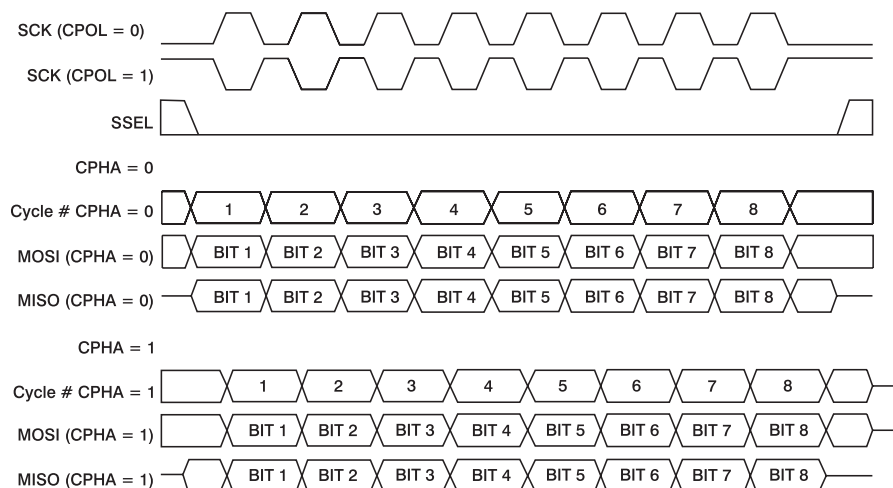 SCK (CPOL = 0)
SCK (CPOL = 1)
SSEL
CPHA = 0
Cycle # CPHA = 0 1 2 3 4 5 6 7 8
MOSI (CPHA = 0) BIT 1 BIT 2 BIT 3 BIT 4 BIT 5 BIT 6 BIT 7 BIT 8
MISO (CPHA = 0) BIT 1 BIT 2 BIT 3 BIT 4 BIT 5 BIT 6 BIT 7 BIT 8
CPHA = 1
Cycle # CPHA = 1 1 2 3 4 5 6 7 8
MOSI (CPHA = 1) BIT 1 BIT 2 BIT 3 BIT 4 BIT 5 BIT 6 BIT 7 BIT 8
MISO (CPHA = 1) BIT 1 BIT 2 BIT 3 BIT 4 BIT 5 BIT 6 BIT 7 BIT 8